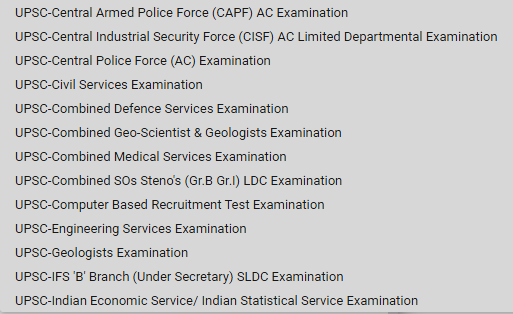 UPSC-Central Armed Police Force (CAPF) AC Examination
UPSC-Central Industrial Security Force (CISF) AC Limited Departmental Examination
UPSC-Central Police Force (AC) Examination
UPSC-Civil Services Examination
UPSC-Combined Defence Services Examination
UPSC-Combined Geo-Scientist & Geologists Examination
UPSC-Combined Medical Services Examination
UPSC-Combined SOs Steno's (Gr.B Gr.I) LDC Examination
UPSC-Computer Based Recruitment Test Examination
UPSC-Engineering Services Examination
UPSC-Geologists Examination
UPSC-IFS 'B' Branch (Under Secretary) SLDC Examination
UPSC-Indian Economic Service/ Indian Statistical Service Examination